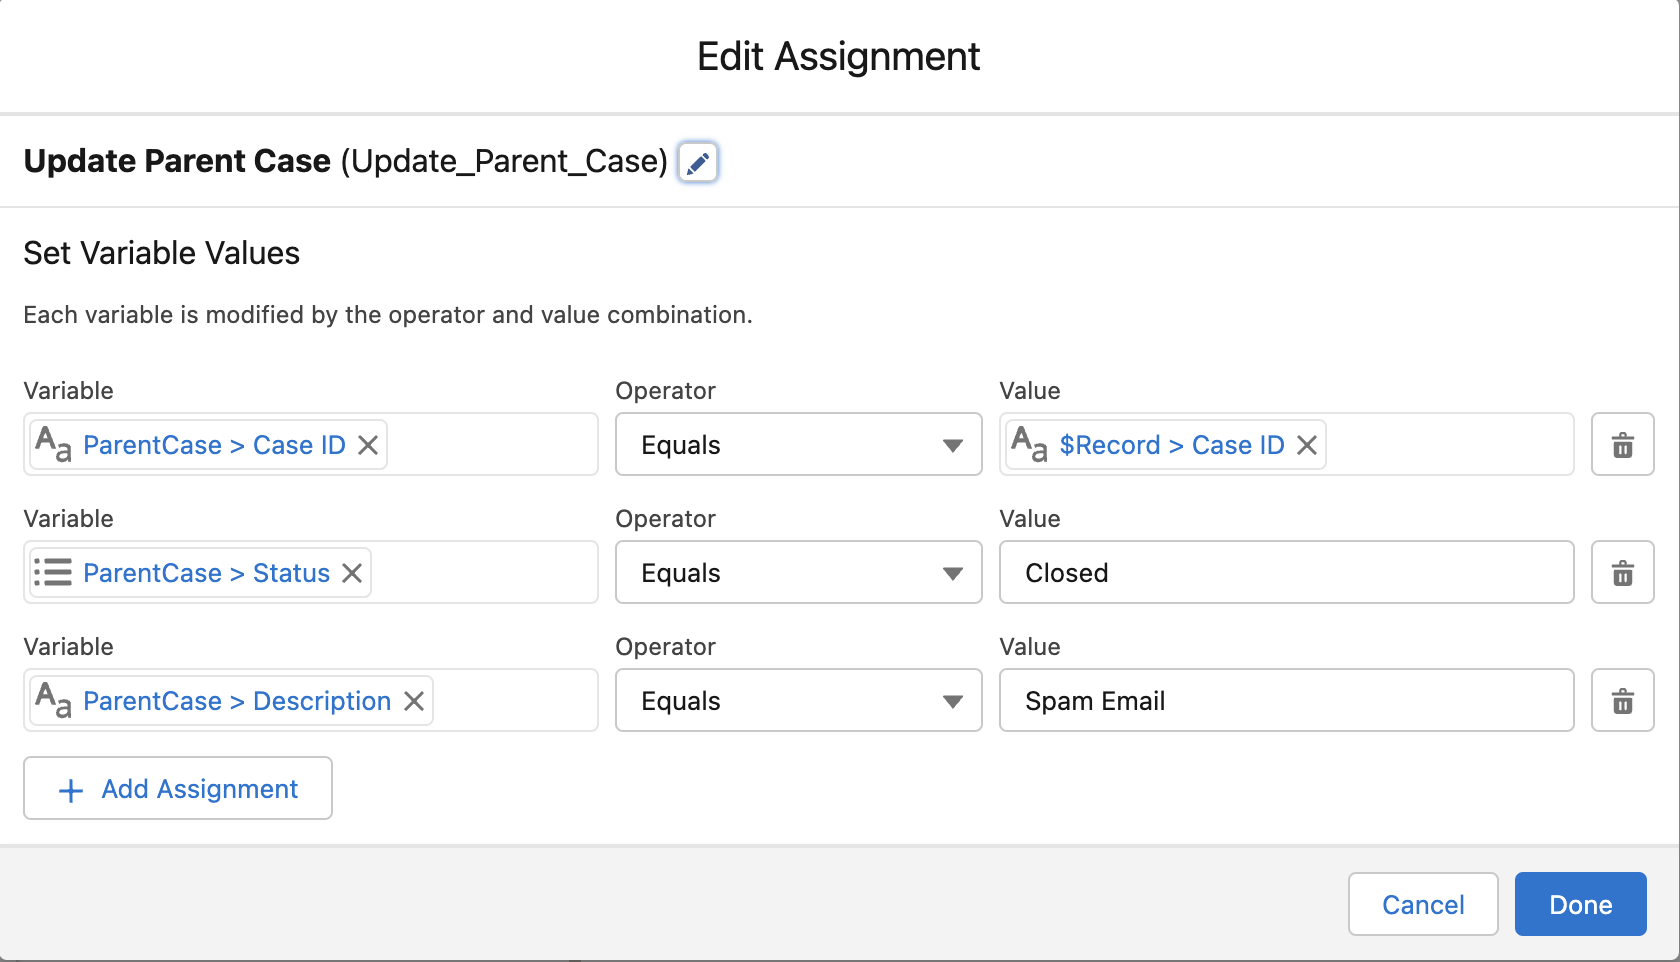 Edit Assignment
Update Parent Case (Update_Parent_Case)
Set Variable Values
Each variable is modified by the operator and value combination.
Variable Operator Value
Aa ParentCase > Case ID Equals Aa $Record > Case ID
Variable Operator Value
ParentCase > Status Equals Closed
Variable Operator Value
Aa ParentCase > Description Equals Spam Email
+ Add Assignment
Cancel Done